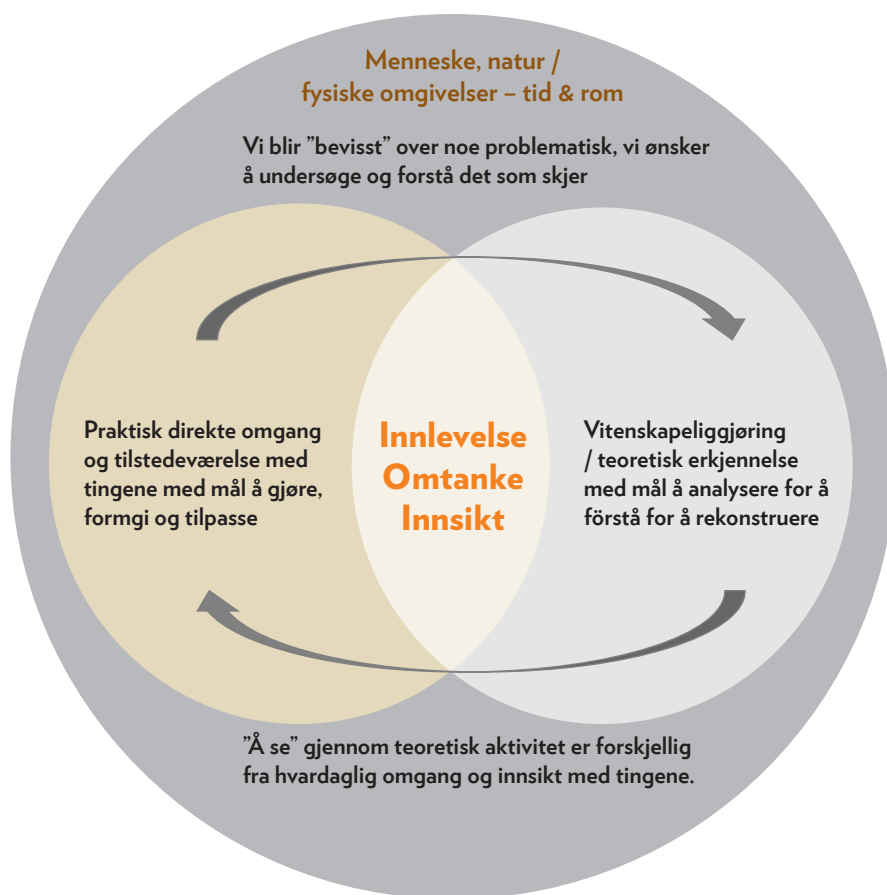 Menneske, natur /
fysiske omgivelser – tid & rom
Vi blir ”bevisst” over noe problematisk, vi ønsker
å undersøge og forstå det som skjer
Praktisk direkte omgang
og tilstedeværelse med
tingene med mål å gjøre,
formgi og tilpasse
Innlevelse
Omtanke
Innsikt
Vitenskapeliggjøring
/ teoretisk erkjennelse
med mål å analysere for å
förstå for å rekonstruere
”Å se” gjennom teoretisk aktivitet er forskjellig
fra hvardaglig omgang og innsikt med tingene.